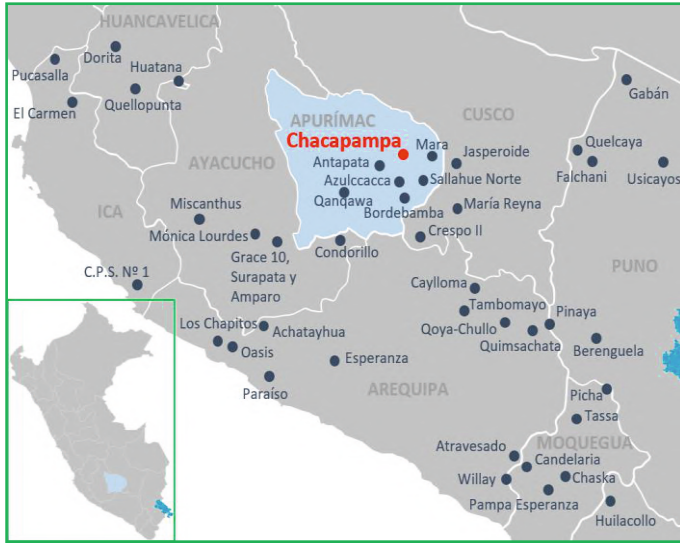 HUANCAVELICA
Dorita
Pucasalla
Huatana
Quellopunta
El Carmen
Gabán
APURÍMAC
CUSCO
Chacapampa
Mara
Jasperoide
Quelcaya
Antapata
AYACUCHO
Falchani
Usicayos
Azulccacca
Sallahue Norte
Qanqawa
Bordebamba
María Reyna
ICA
Miscanthus
Mónica Lourdes
Crespo II
Grace 10,
Surapata y
Amparo
Condorillo
PUNO
C.P.S. Nº 1
Caylloma
Tambomayo
Pinaya
Los Chapitos
Achatayhua
Qoya-Chullo
Quimsachata
Oasis
Berenguela
Esperanza
Paraíso
AREQUIPA
Picha
Tassa
MOQUEGUA
Atravesado
Candelaria
Willay
Chaska
Pampa Esperanza
Huilacollo